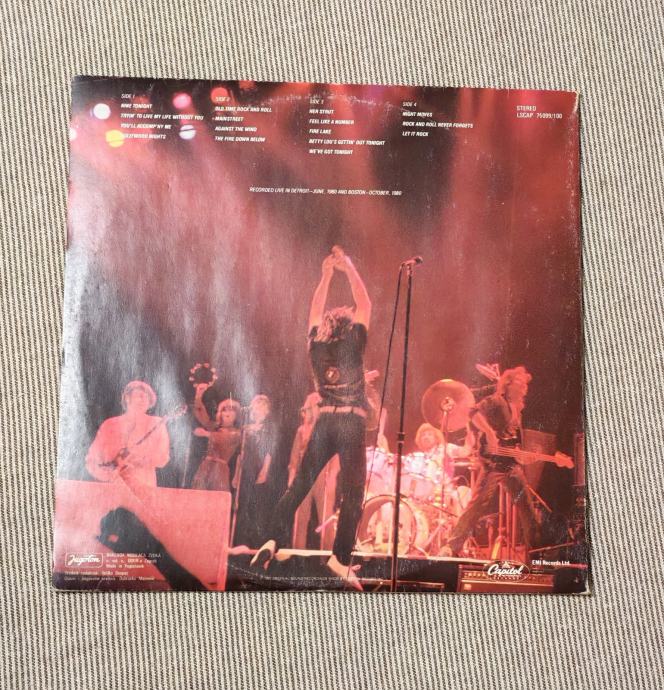 SIDE 1
NINE TONIGHT
TRYIN' TO LIVE MY LIFE WITHOUT YOU
YOU'LL ACCOMP'NY ME
HOLLYWOOD NIGHTS
SIDE 2
OLD TIME ROCK AND ROLL
MAINSTREET
AGAINST THE WIND
THE FIRE DOWN BELOW
SIDE 3
HER STRUT
FEEL LIKE A NUMBER
FIRE LAKE
BETTY LOU'S GETTIN' OUT TONIGHT
WE'VE GOT TONIGHT
SIDE 4
NIGHT MOVES
ROCK AND ROLL NEVER FORGETS
LET IT ROCK
STEREO
LSCAP 75099/100
RECORDED LIVE IN DETROIT—JUNE, 1980 AND BOSTON—OCTOBER, 1980
Jugoton
Made in Yugoslavia
Capitol
EMI Records Ltd.